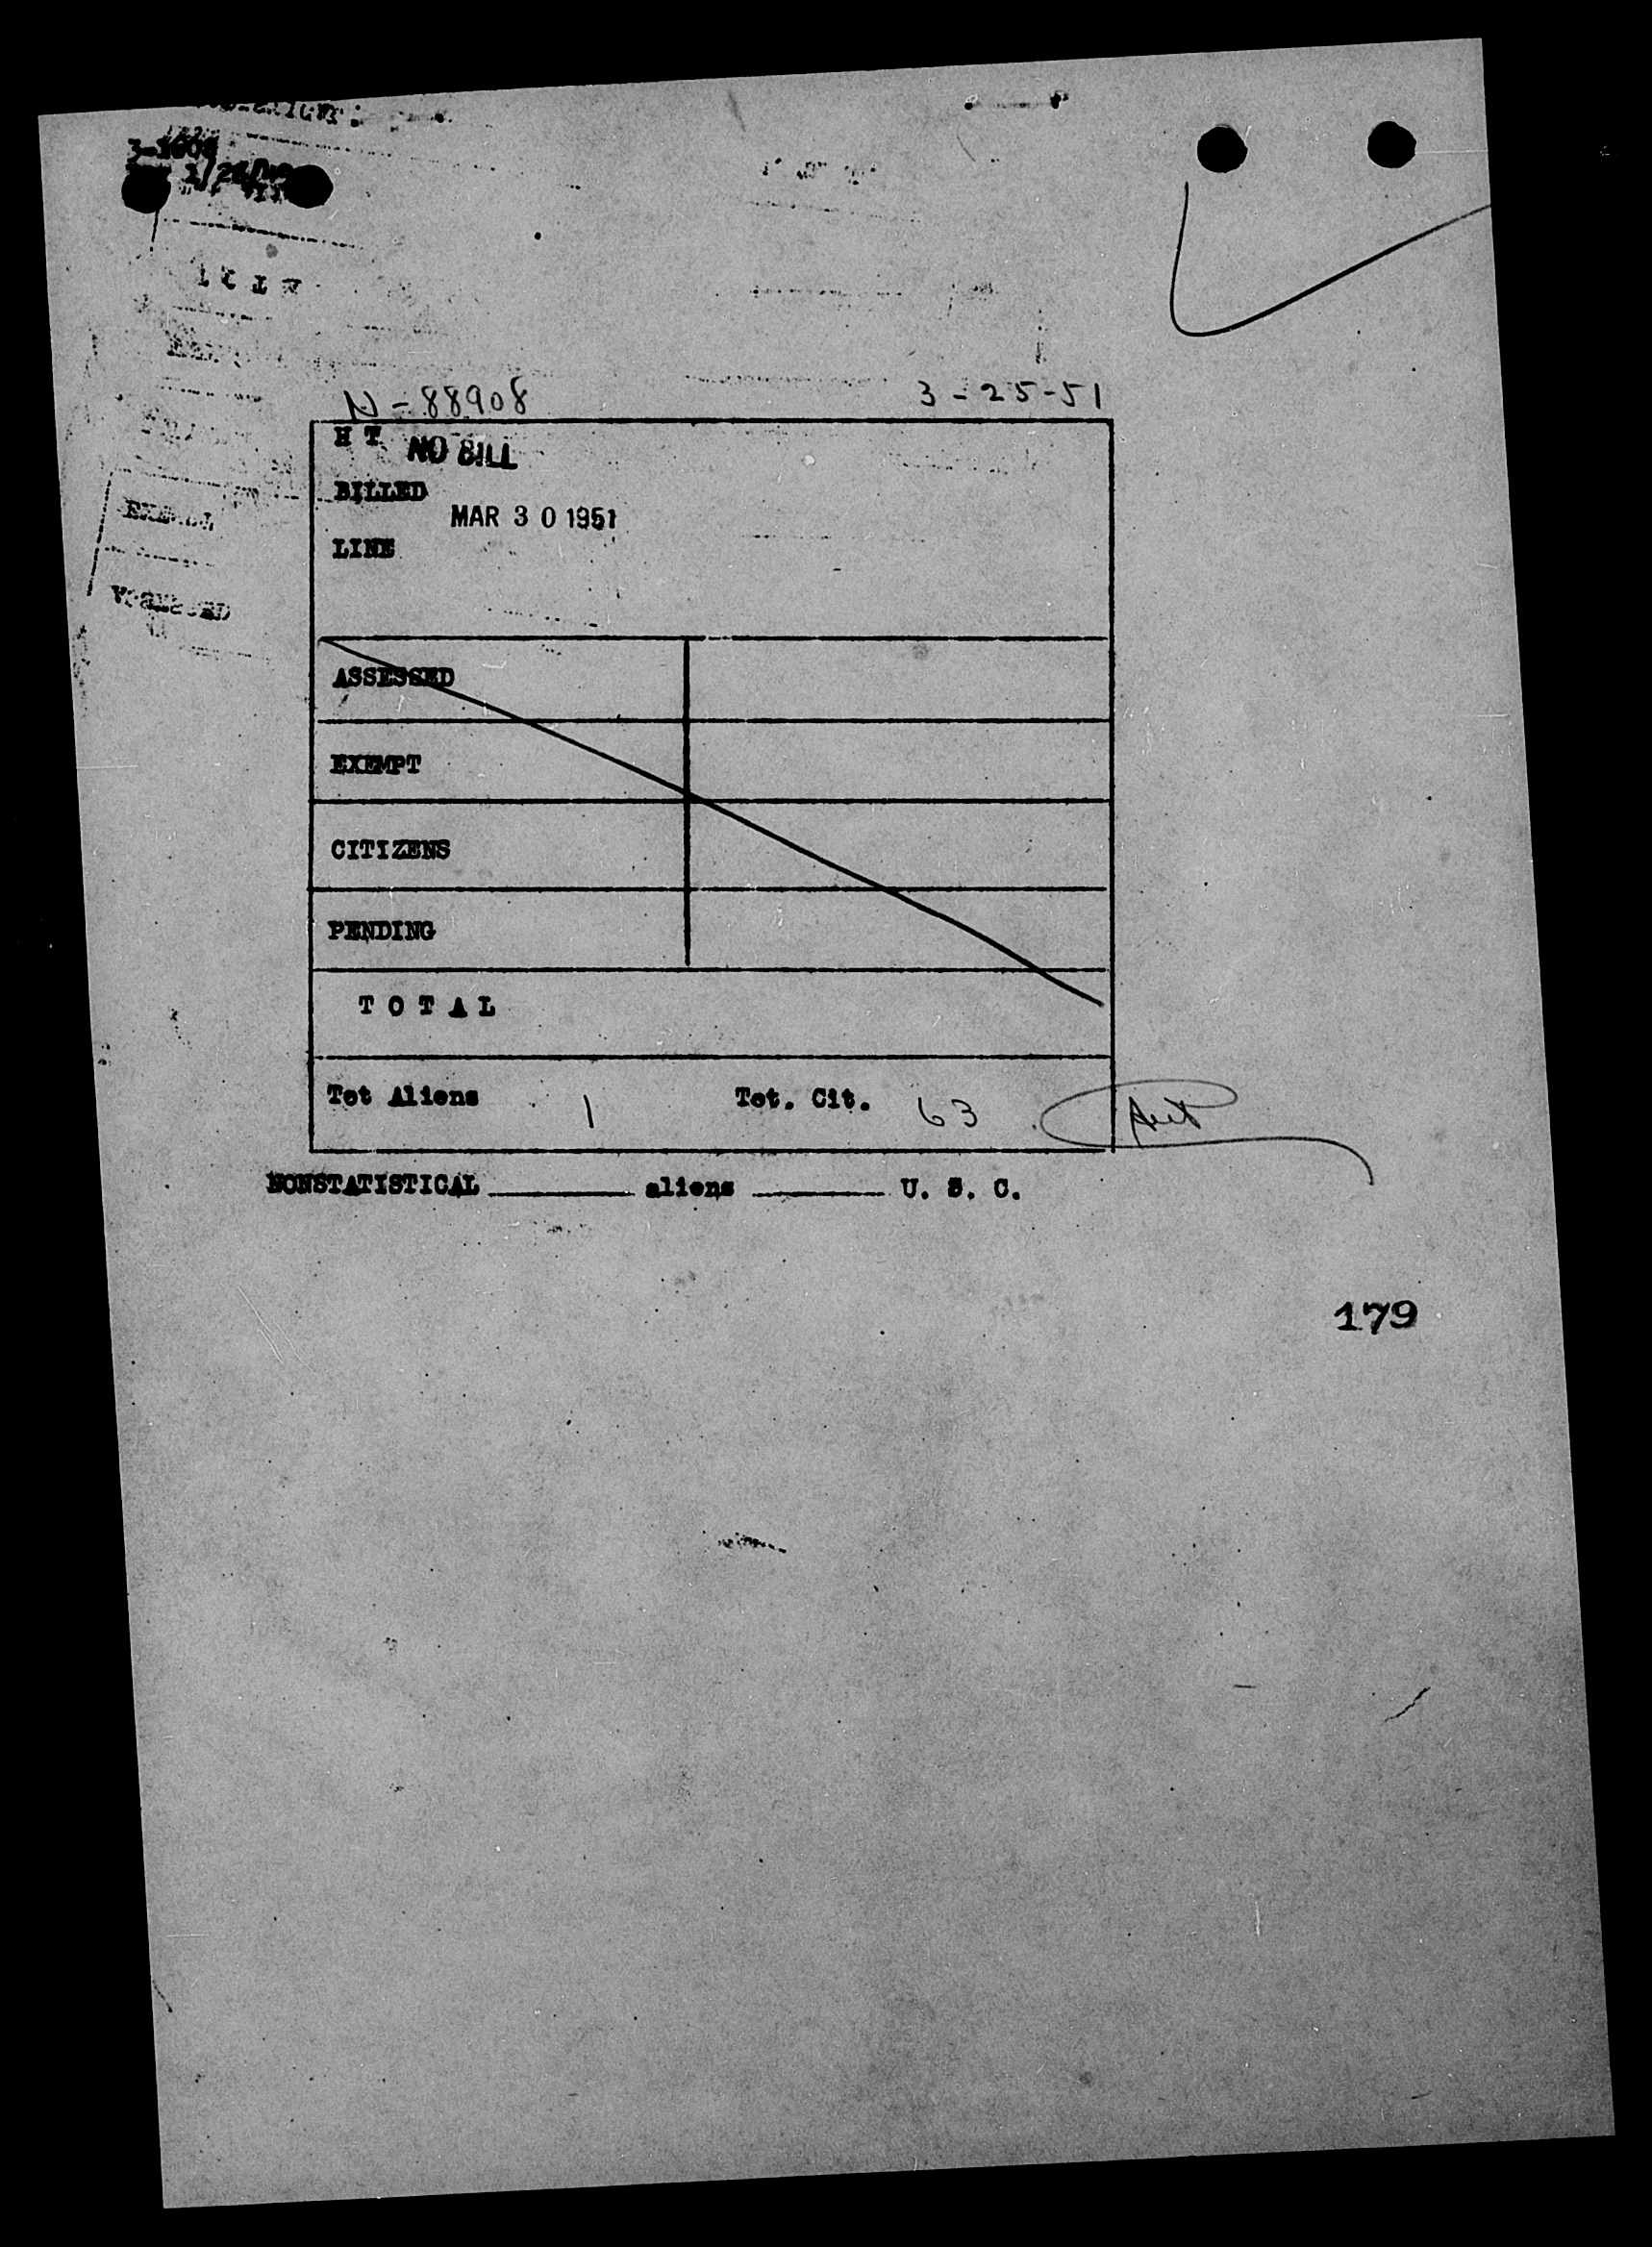 N-88908 3-25-51
H T NO BILL
BILLED
MAR 30 1951
LINE
ASSESSED
EXEMPT
CITIZENS
PENDING
T O T A L
Tot Aliens 1 Tot. Cit. 63
NONSTATISTICAL aliens U. S. C.
179